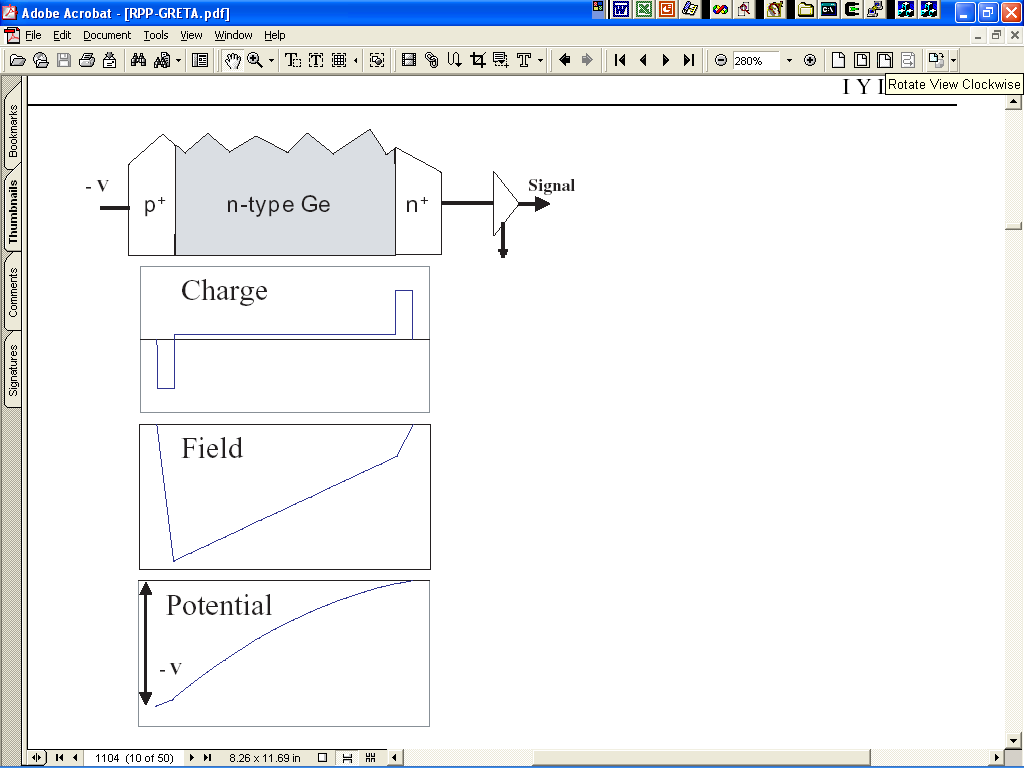 Adobe Acrobat - [RPP-GRETA.pdf]
File Edit Document Tools View Window Help
280%
Rotate View Clockwise
I Y I
Bookmarks
Thumbnails
Comments
Signatures
- V
p+
n-type Ge
n+
Signal
Charge
Field
Potential
- V
1104 (10 of 50)
8.26 x 11.69 in